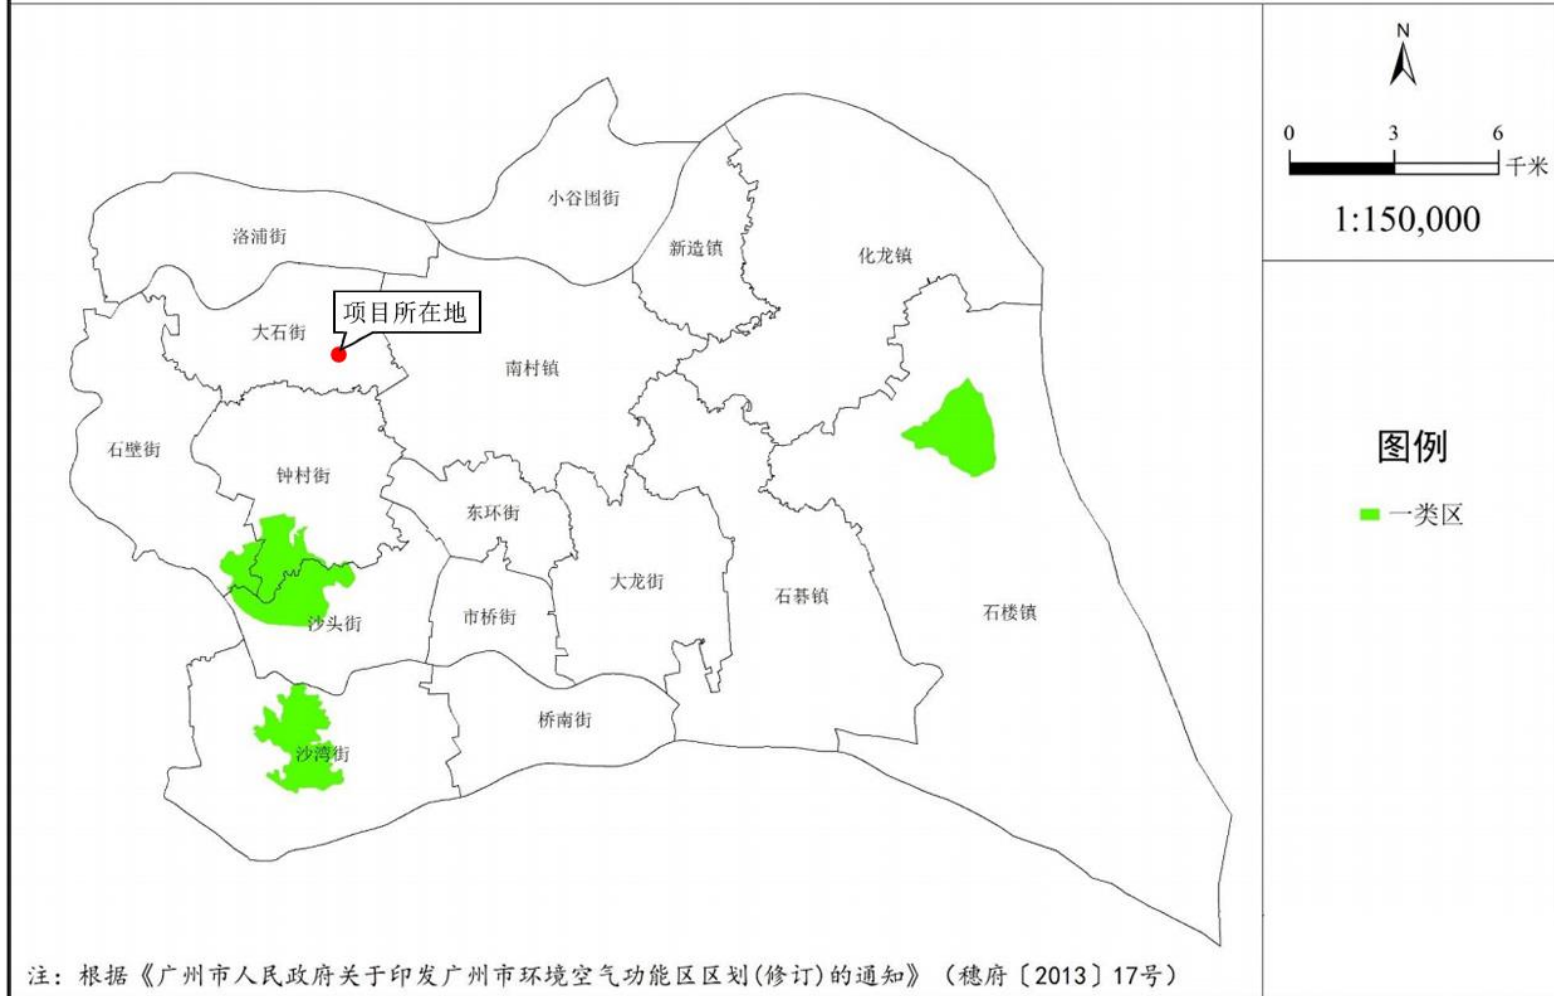 N
0 3 6
千米
1:150,000
小谷围街
洛浦街
新造镇
化龙镇
项目所在地
大石街
南村镇
石壁街
钟村街
东环街
大龙街
石碁镇
石楼镇
市桥街
沙头街
桥南街
沙湾街
图例
一类区
注：根据《广州市人民政府关于印发广州市环境空气功能区区划(修订)的通知》（穗府〔2013〕17号）